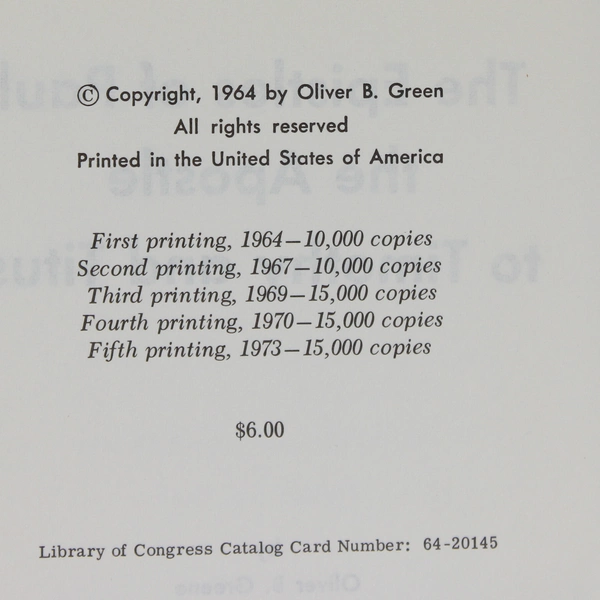 © Copyright, 1964 by Oliver B. Green
All rights reserved
Printed in the United States of America
First printing, 1964—10,000 copies
Second printing, 1967—10,000 copies
Third printing, 1969—15,000 copies
Fourth printing, 1970—15,000 copies
Fifth printing, 1973—15,000 copies
$6.00
Library of Congress Catalog Card Number: 64-20145